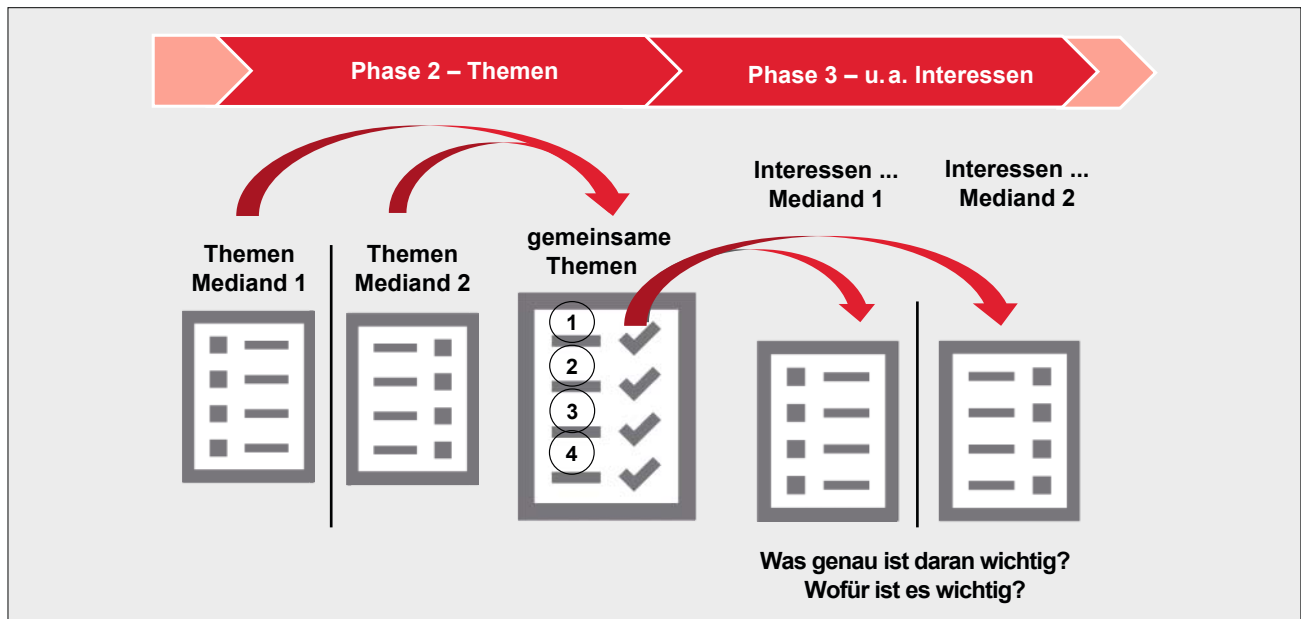 Phase 2 – Themen
Phase 3 – u. a. Interessen
Themen
Mediand 1
Themen
Mediand 2
gemeinsame
Themen
1
2
3
4
Interessen ...
Mediand 1
Interessen ...
Mediand 2
Was genau ist daran wichtig?
Wofür ist es wichtig?